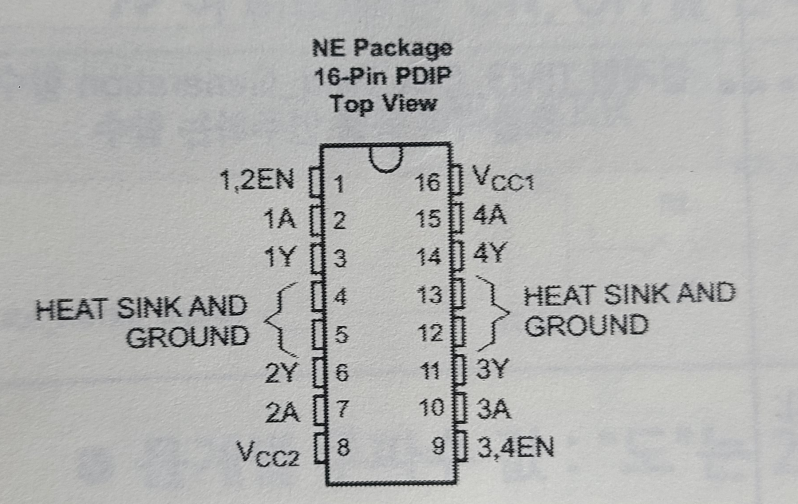 NE Package
16-Pin PDIP
Top View
1,2EN 1 16 VCC1
1A 2 15 4A
1Y 3 14 4Y
HEAT SINK AND 4 13 HEAT SINK AND
GROUND 5 12 GROUND
2Y 6 11 3Y
2A 7 10 3A
VCC2 8 9 3,4EN